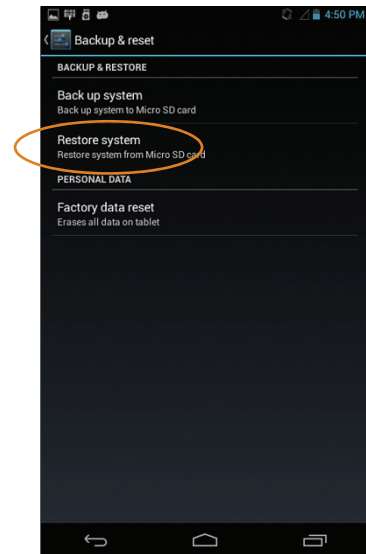 4:50 PM
Backup & reset
BACKUP & RESTORE
Back up system
Back up system to Micro SD card
Restore system
Restore system from Micro SD card
PERSONAL DATA
Factory data reset
Erases all data on tablet